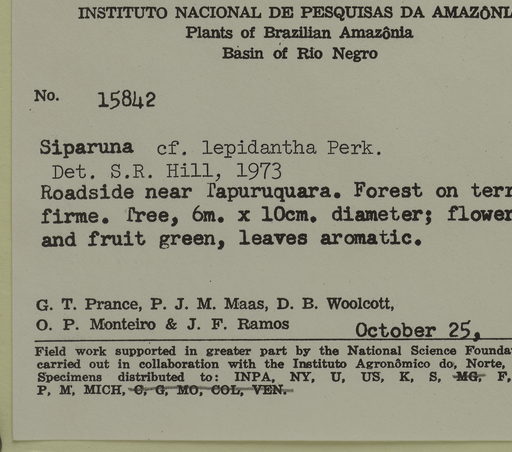 INSTITUTO NACIONAL DE PESQUISAS DA AMAZÔNI
Plants of Brazilian Amazônia
Basin of Rio Negro
No. 15842
Siparuna cf. lepidantha Perk.
Det. S.R. Hill, 1973
Roadside near Tapuruquara. Forest on terr
firme. Tree, 6m. x 10cm. diameter; flower
and fruit green, leaves aromatic.
G. T. Prance, P. J. M. Maas, D. B. Woolcott,
O. P. Monteiro & J. F. Ramos October 25,
Field work supported in greater part by the National Science Founda
carried out in collaboration with the Instituto Agronômico do, Norte,
Specimens distributed to: INPA, NY, U, US, K, S, MG, F,
P, M, MICH, C, G, MO, COL, VEN.